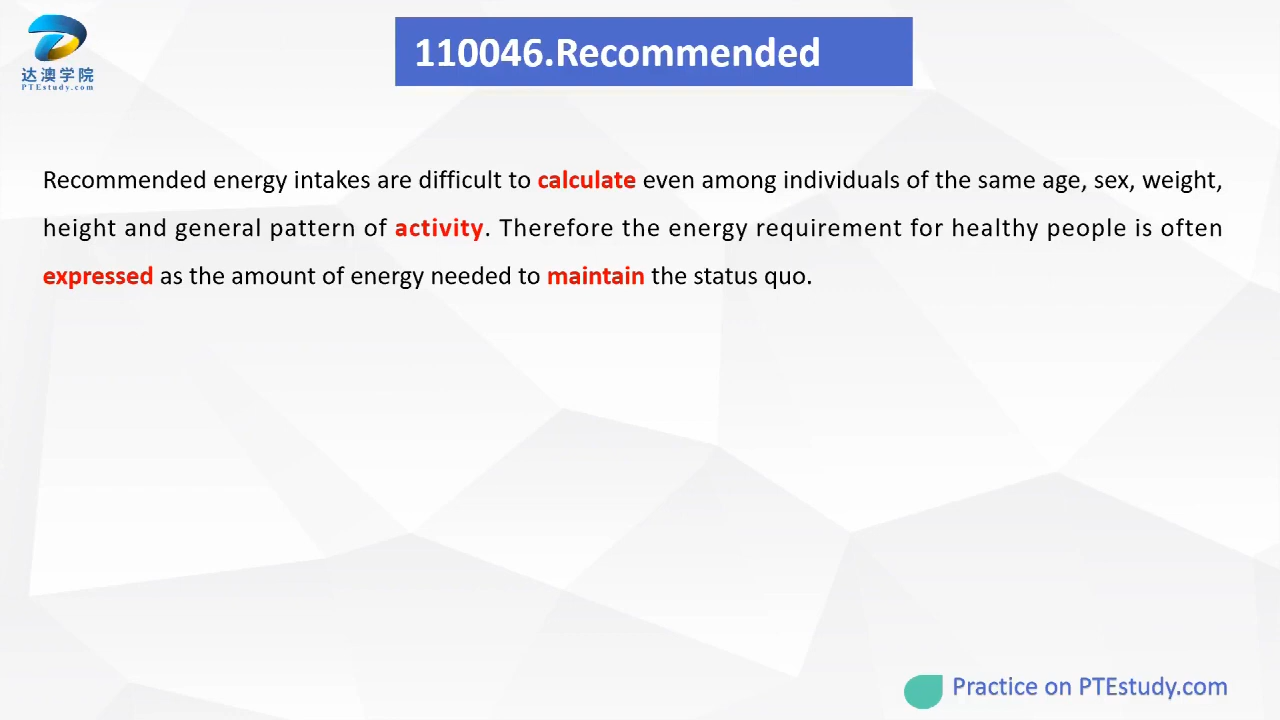 达澳学院
PTEstudy.com
110046.Recommended
Recommended energy intakes are difficult to calculate even among individuals of the same age, sex, weight,
height and general pattern of activity. Therefore the energy requirement for healthy people is often
expressed as the amount of energy needed to maintain the status quo.
Practice on PTEstudy.com